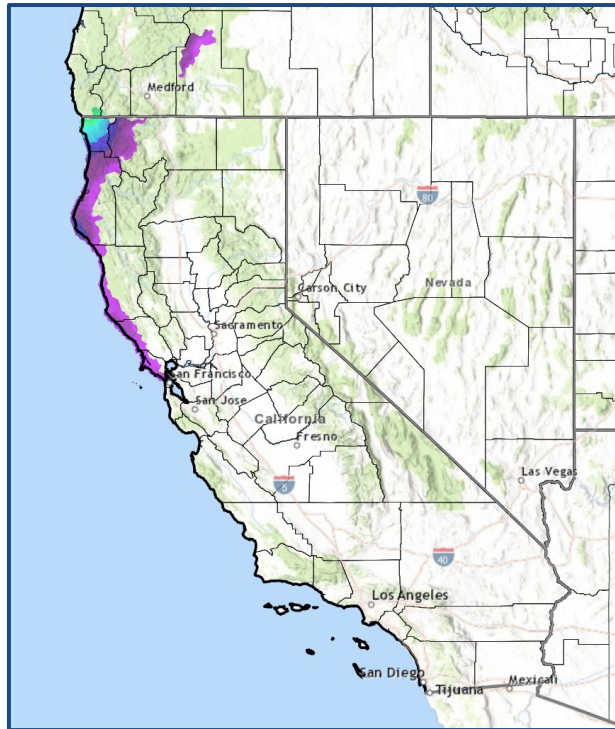 Medford
80
Carson City
Nevada
Sacramento
San Francisco
San Jose
California
Fresno
5
Las Vegas
40
Los Angeles
San Diego
Tijuana
Mexicali